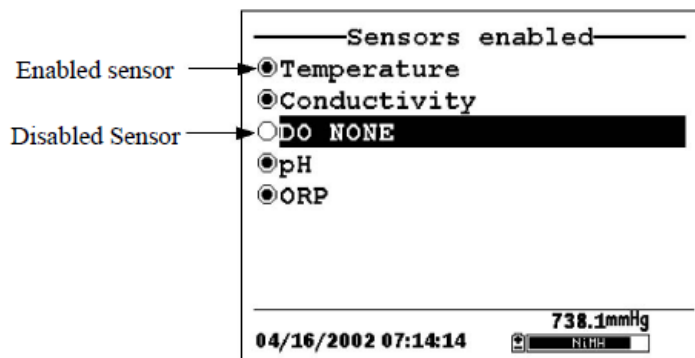 Sensors enabled
Enabled sensor
Temperature
Conductivity
Disabled Sensor
DO NONE
pH
ORP
738.1mmHg
04/16/2002 07:14:14
NiMH